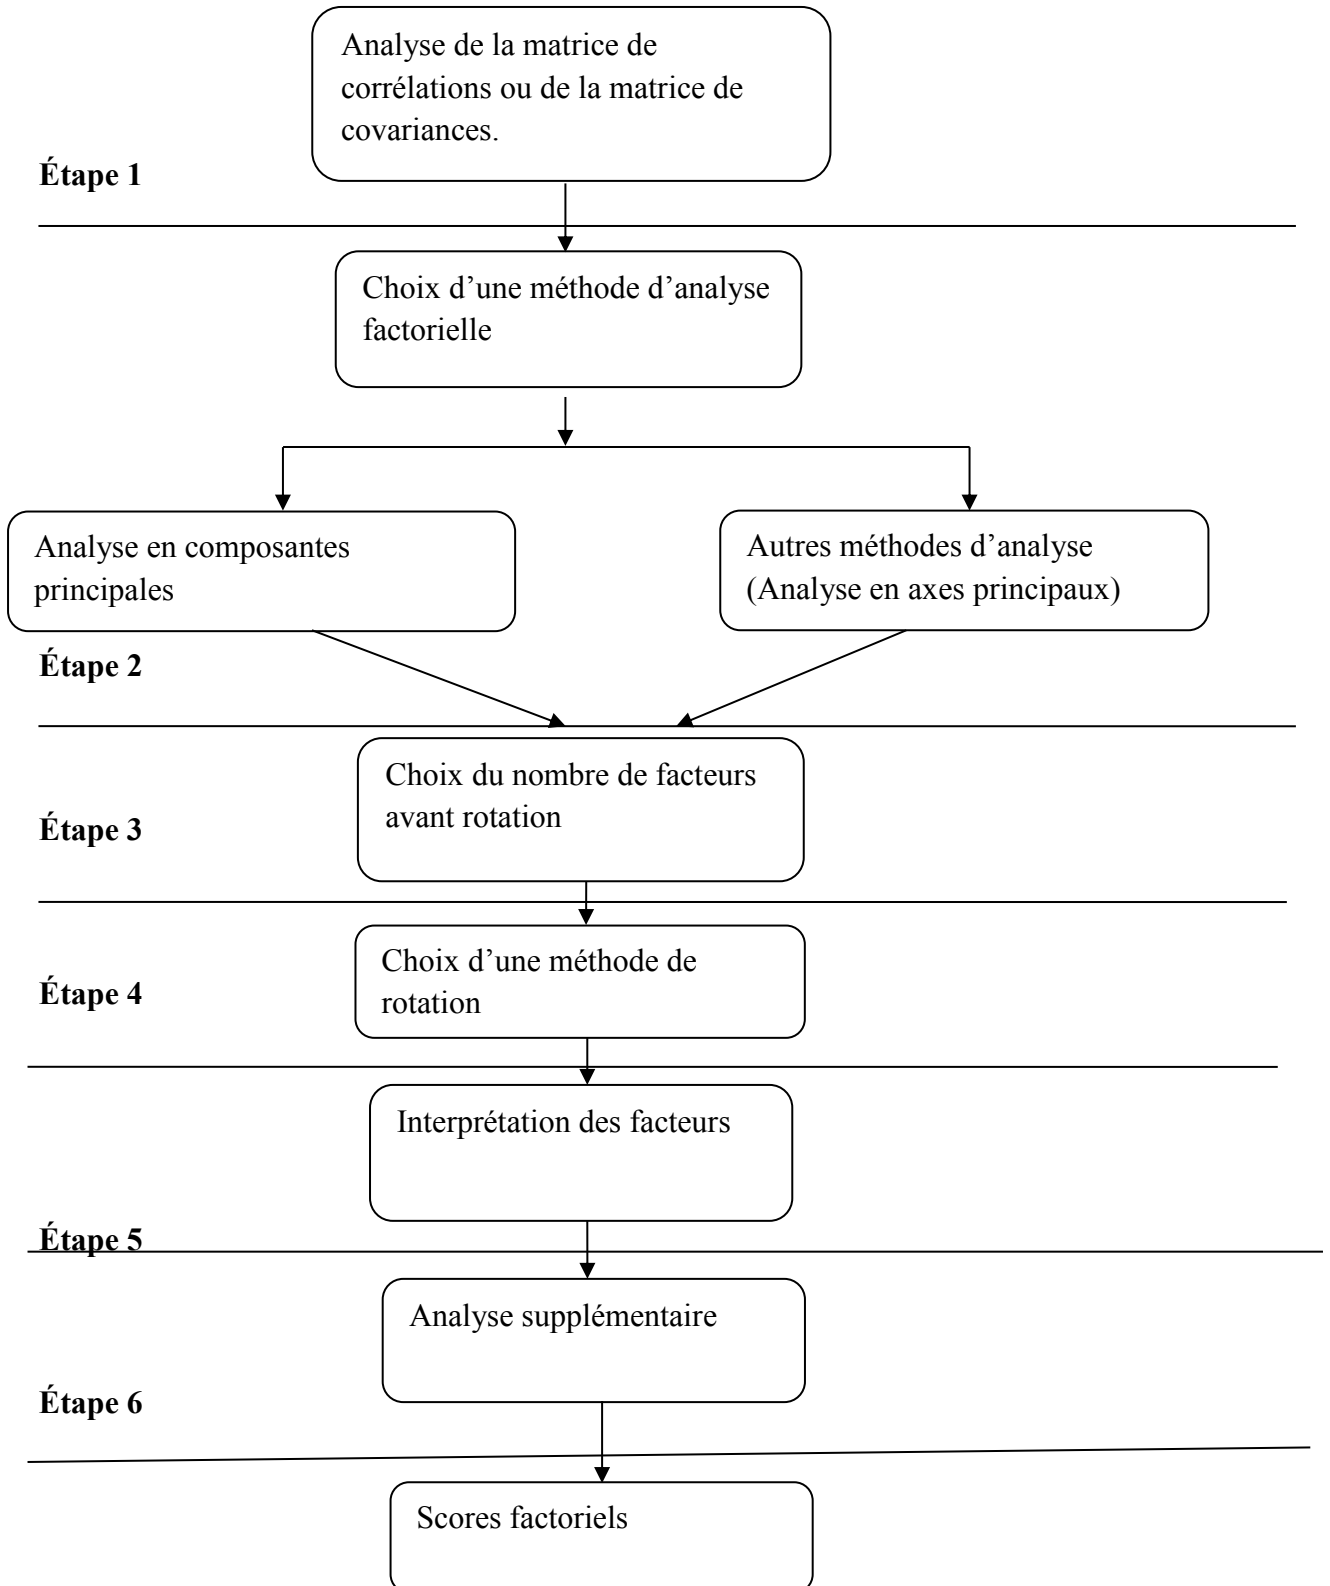 Analyse de la matrice de
corrélations ou de la matrice de
covariances.
Étape 1
Choix d’une méthode d’analyse
factorielle
Analyse en composantes
principales
Autres méthodes d’analyse
(Analyse en axes principaux)
Étape 2
Choix du nombre de facteurs
avant rotation
Étape 3
Choix d’une méthode de
rotation
Étape 4
Interprétation des facteurs
Étape 5
Analyse supplémentaire
Étape 6
Scores factoriels